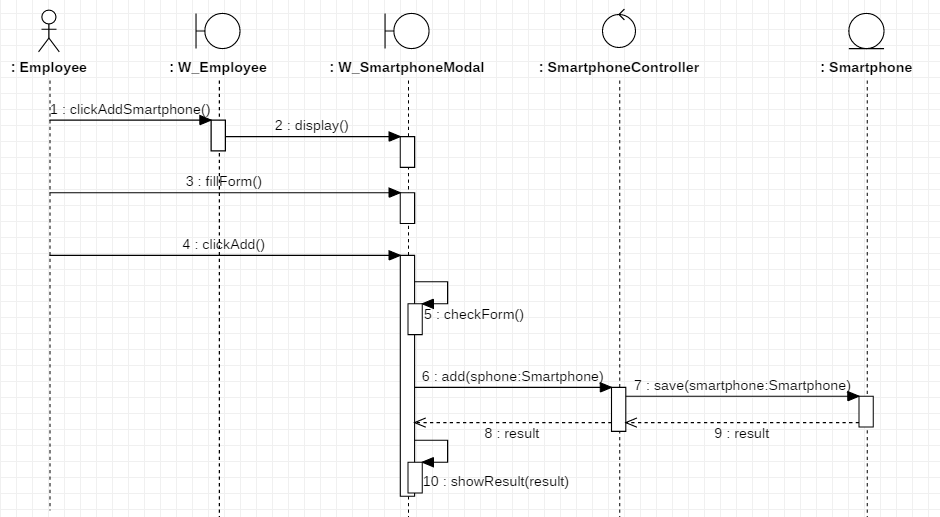 : Employee
: W_Employee
: W_SmartphoneModal
: SmartphoneController
: Smartphone
1 : clickAddSmartphone()
2 : display()
3 : fillForm()
4 : clickAdd()
5 : checkForm()
6 : add(sphone:Smartphone)
7 : save(smartphone:Smartphone)
8 : result
9 : result
10 : showResult(result)